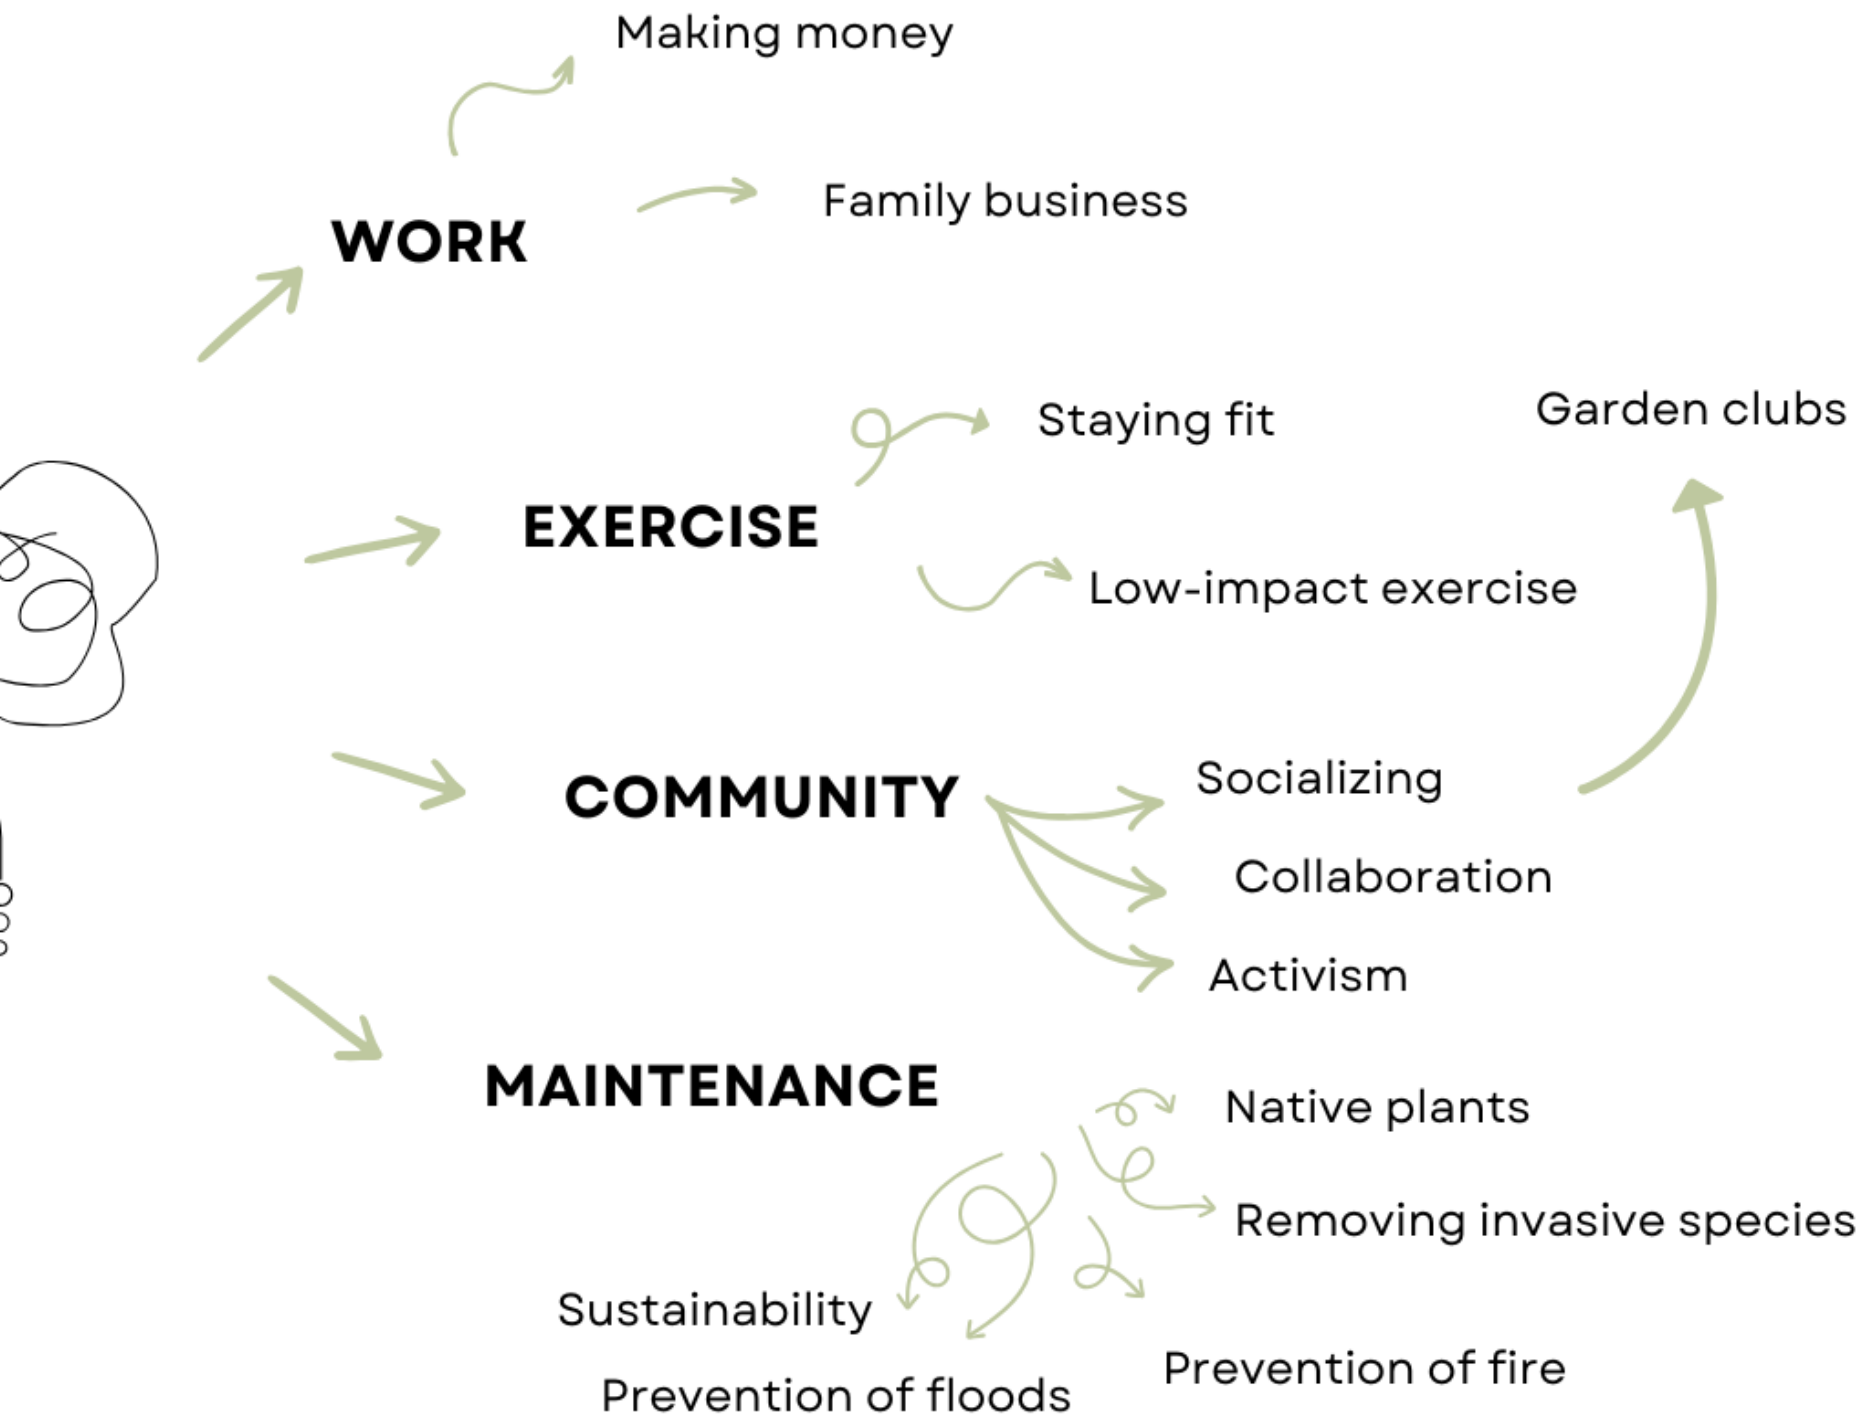 Making money
Family business
WORK
Staying fit
Garden clubs
EXERCISE
Low-impact exercise
COMMUNITY
Socializing
Collaboration
Activism
MAINTENANCE
Native plants
Removing invasive species
Sustainability
Prevention of fire
Prevention of floods